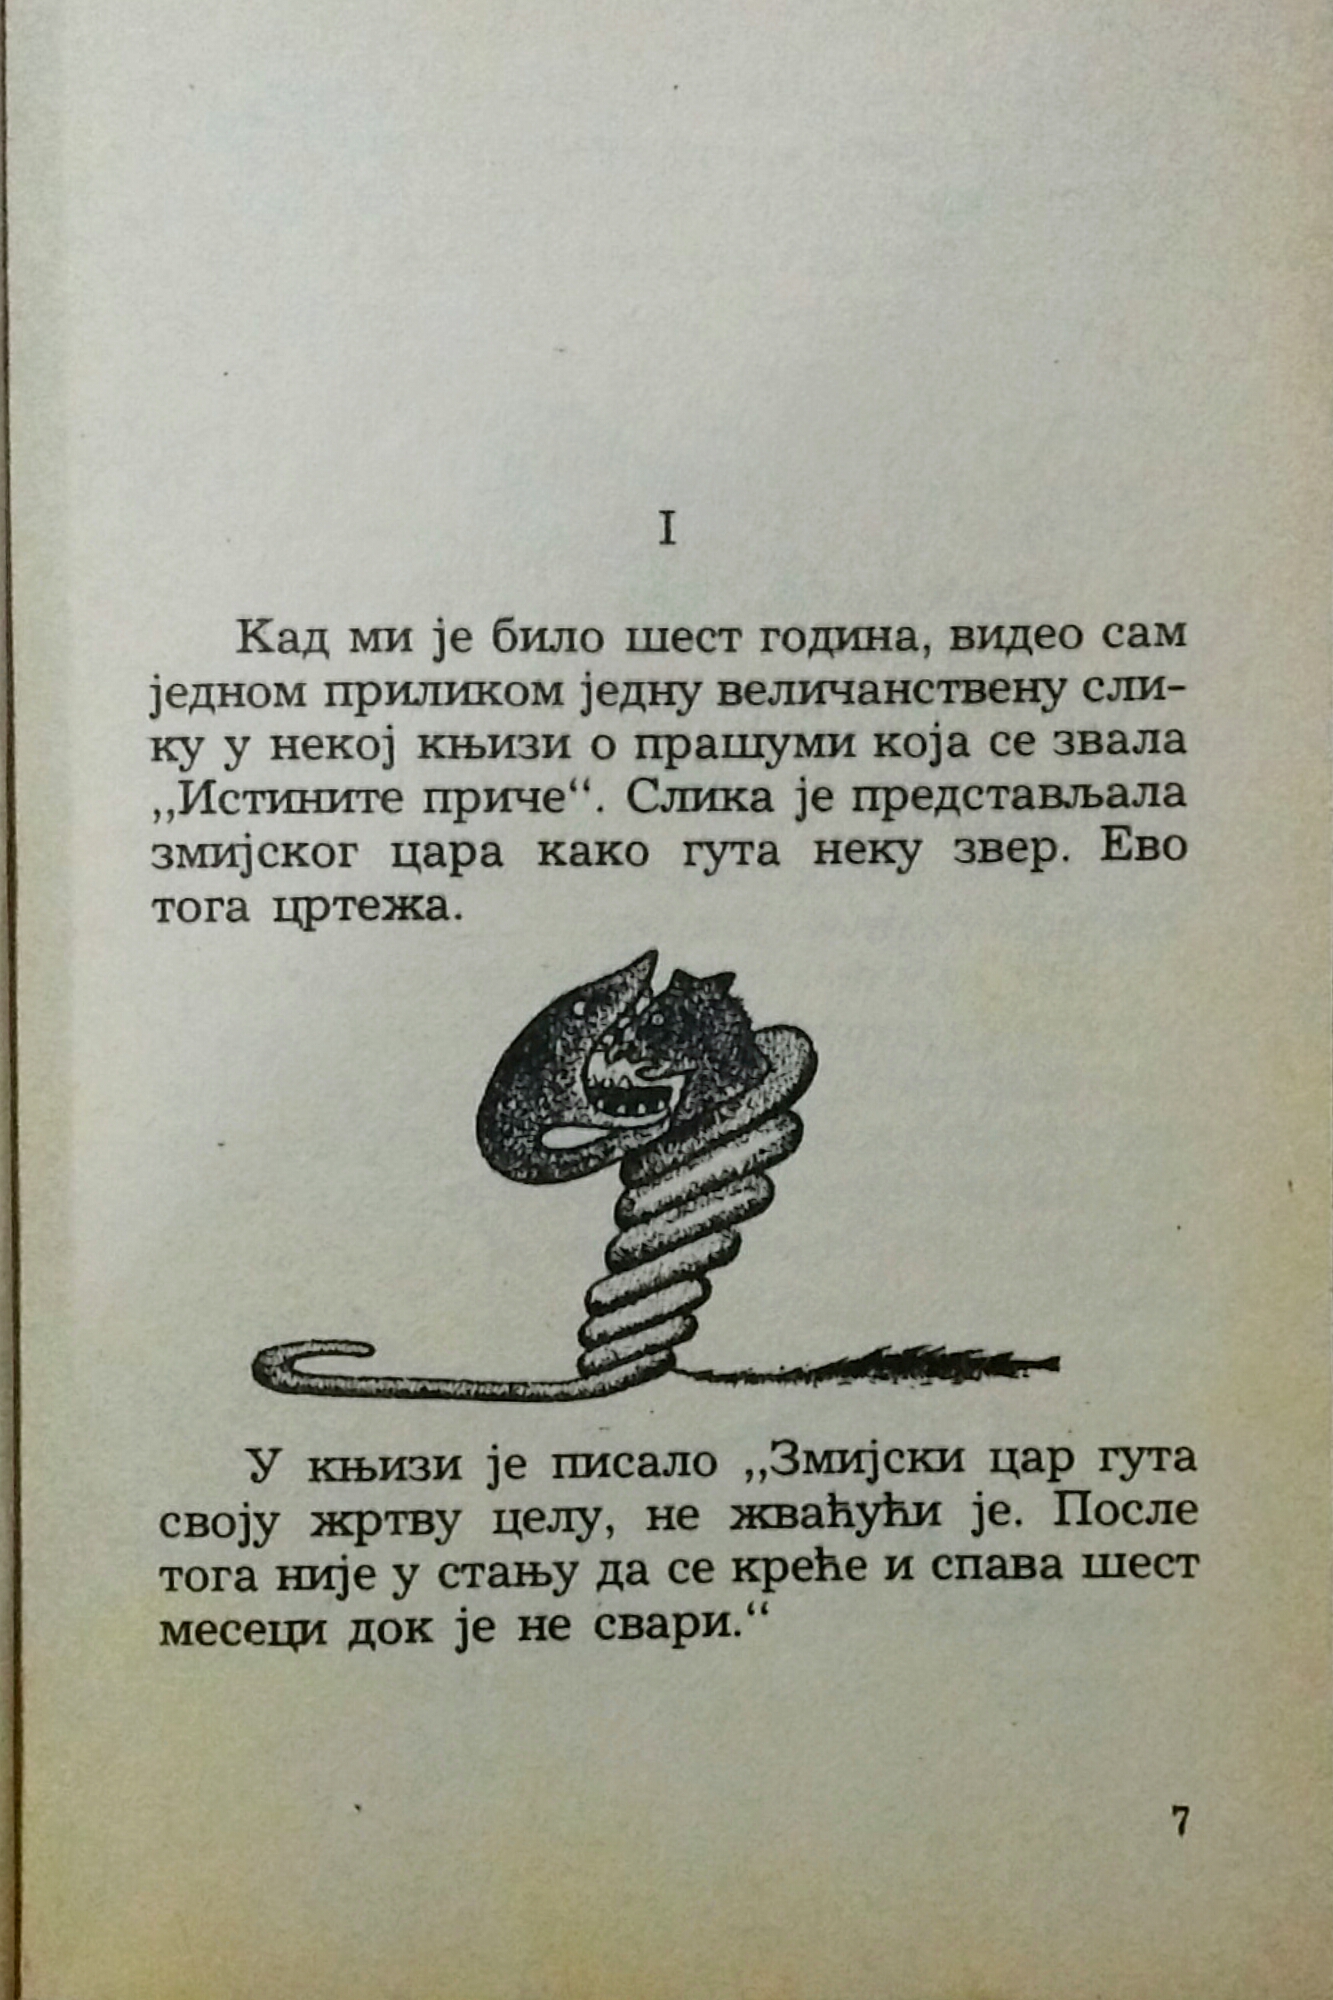 I
Кад ми је било шест година, видео сам
једном приликом једну величанствену сли-
ку у некој књизи о прашуми која се звала
„Истините приче“. Слика је представљала
змијског цара како гута неку звер. Ево
тога цртежа.
У књизи је писало „Змијски цар гута
своју жртву целу, не жваћући је. После
тога није у стању да се креће и спава шест
месеци док је не свари.“
7